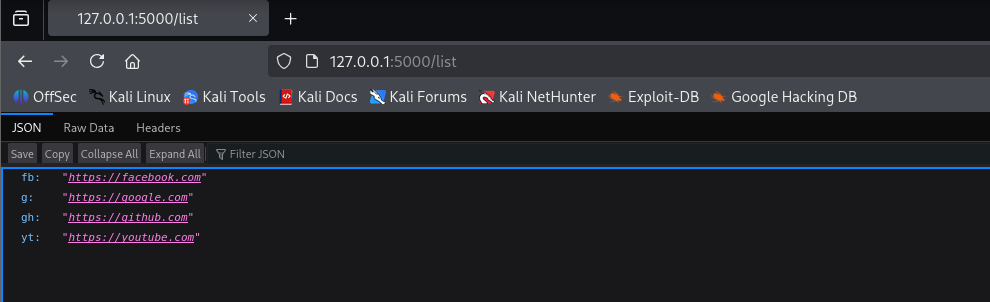 127.0.0.1:5000/list
127.0.0.1:5000/list
OffSec Kali Linux Kali Tools Kali Docs Kali Forums Kali NetHunter Exploit-DB Google Hacking DB
JSON Raw Data Headers
Save Copy Collapse All Expand All Filter JSON
fb: "https://facebook.com"
g: "https://google.com"
gh: "https://github.com"
yt: "https://youtube.com"